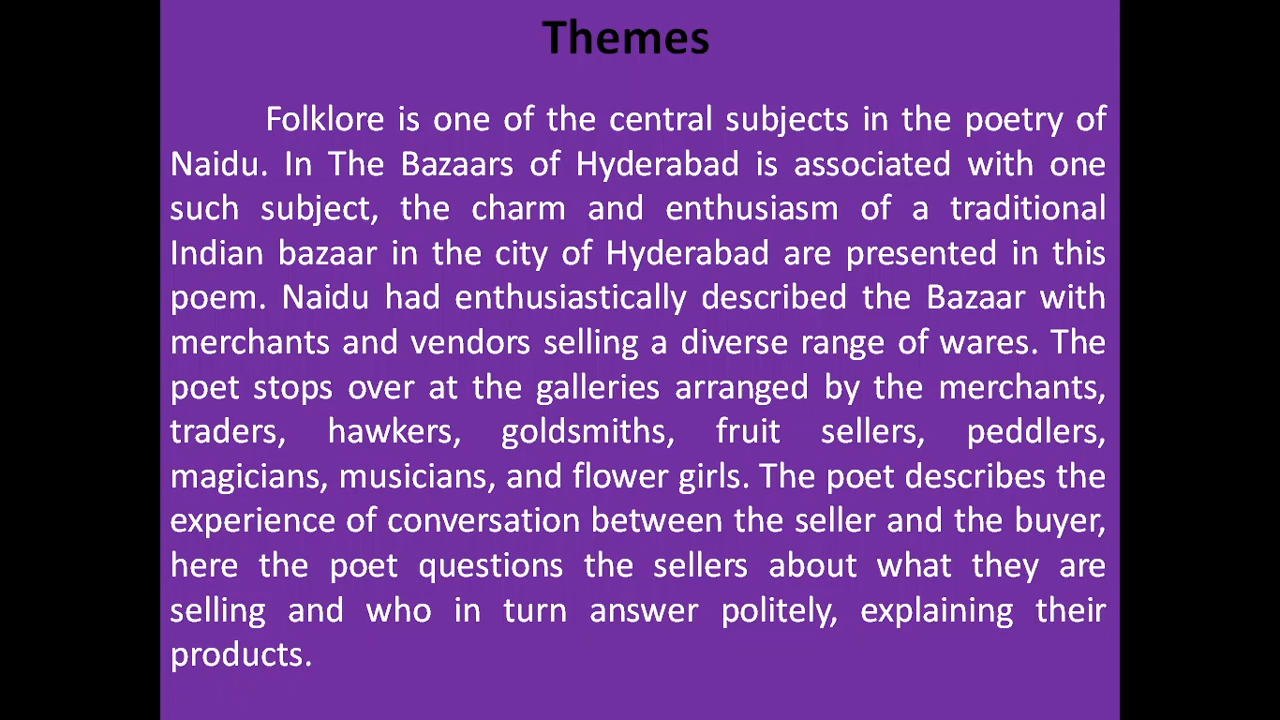 Themes
Folklore is one of the central subjects in the poetry of
Naidu. In The Bazaars of Hyderabad is associated with one
such subject, the charm and enthusiasm of a traditional
Indian bazaar in the city of Hyderabad are presented in this
poem. Naidu had enthusiastically described the Bazaar with
merchants and vendors selling a diverse range of wares. The
poet stops over at the galleries arranged by the merchants,
traders, hawkers, goldsmiths, fruit sellers, peddlers,
magicians, musicians, and flower girls. The poet describes the
experience of conversation between the seller and the buyer,
here the poet questions the sellers about what they are
selling and who in turn answer politely, explaining their
products.